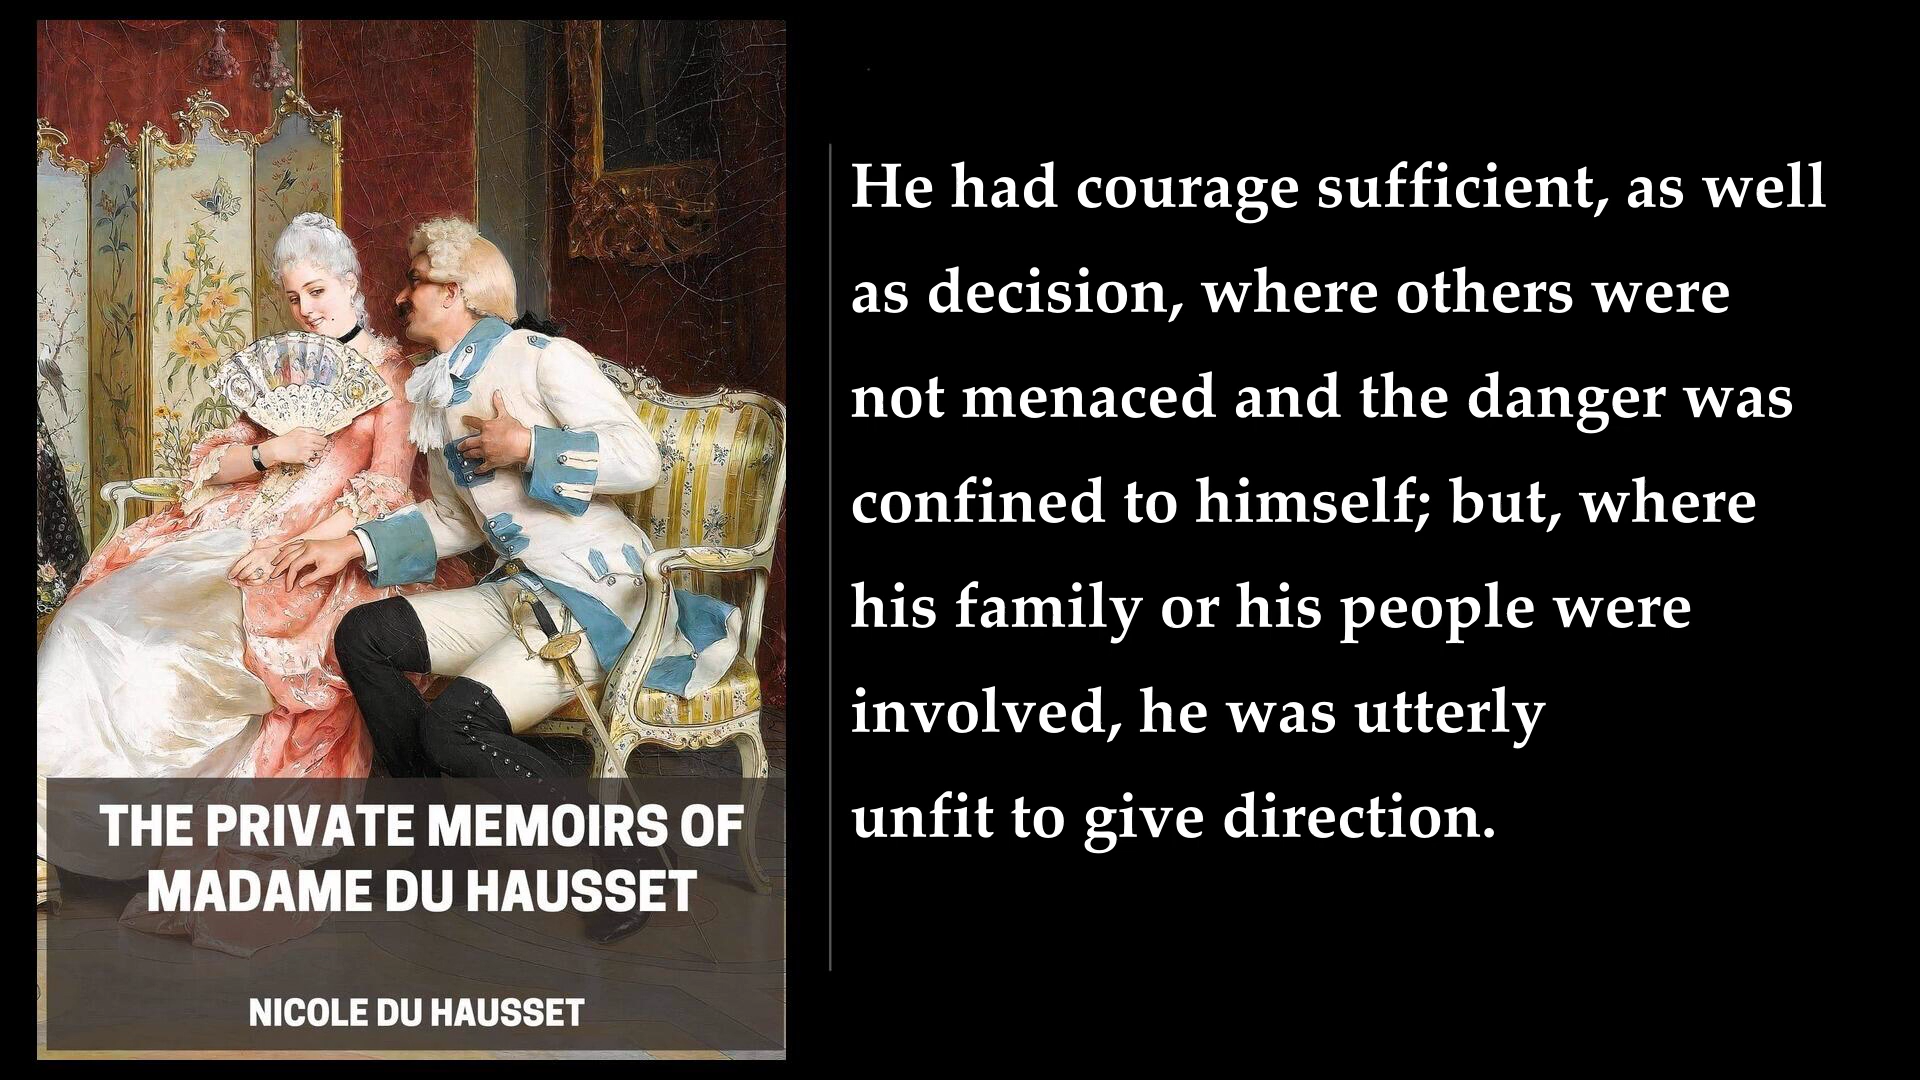 THE PRIVATE MEMOIRS OF
MADAME DU HAUSSET
NICOLE DU HAUSSET
He had courage sufficient, as well
as decision, where others were
not menaced and the danger was
confined to himself; but, where
his family or his people were
involved, he was utterly
unfit to give direction.